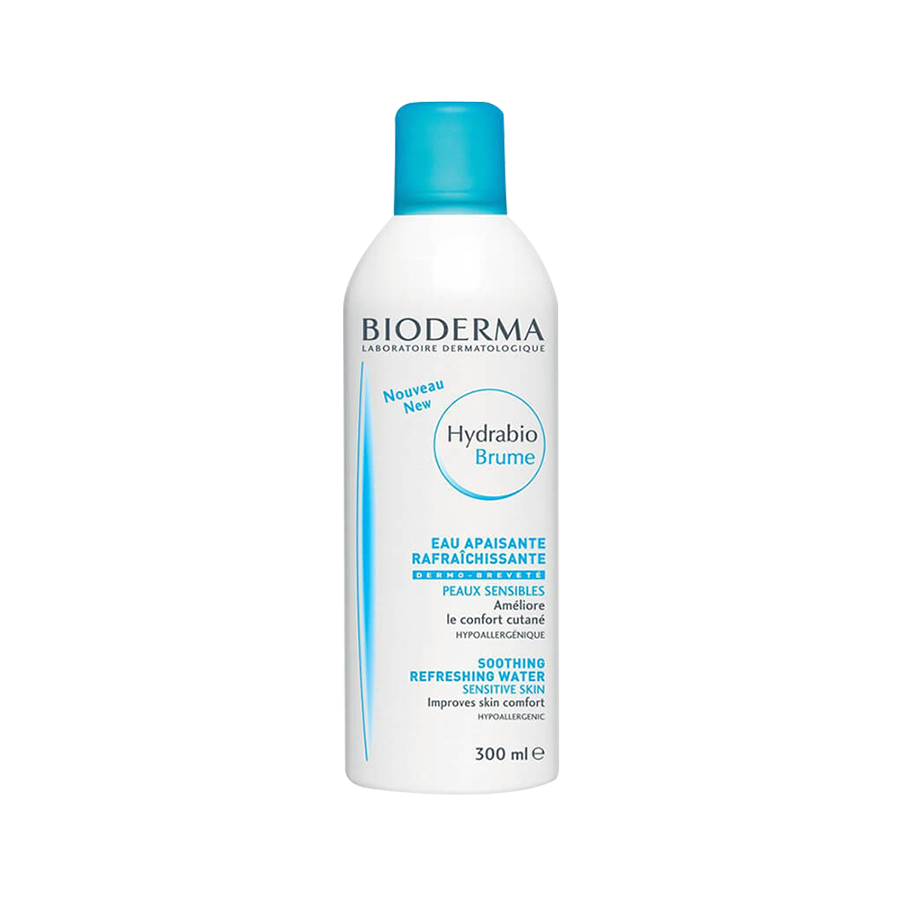 BIODERMA
LABORATOIRE DERMATOLOGIQUE
Nouveau
New
Hydrabio
Brume
EAU APAISANTE
RAFRAÎCHISSANTE
DERMO-BREVETÉ
PEAUX SENSIBLES
Améliore
le confort cutané
HYPOALLERGÉNIQUE
SOOTHING
REFRESHING WATER
SENSITIVE SKIN
Improves skin comfort
HYPOALLERGENIC
300 ml ℮